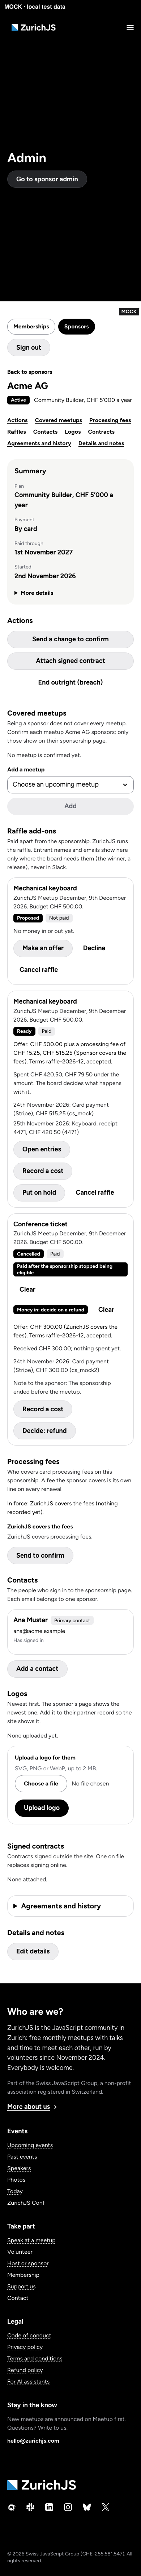 MOCK · local test data
ZurichJS
Admin
Go to sponsor admin
MOCK
Memberships
Sponsors
Sign out
Back to sponsors
Acme AG
Active
Community Builder, CHF 5'000 a year
Actions
Covered meetups
Processing fees
Raffles
Contacts
Logos
Contracts
Agreements and history
Details and notes
Summary
Plan
Community Builder, CHF 5'000 a
year
Payment
By card
Paid through
1st November 2027
Started
2nd November 2026
More details
Actions
Send a change to confirm
Attach signed contract
End outright (breach)
Covered meetups
Being a sponsor does not cover every meetup.
Confirm each meetup Acme AG sponsors; only
those show on their sponsorship page.
No meetup is confirmed yet.
Add a meetup
Choose an upcoming meetup
Add
Raffle add-ons
Paid apart from the sponsorship. ZurichJS runs
the raffle. Entrant names and emails show here
only where the board needs them (the winner, a
message), never in Slack.
Mechanical keyboard
ZurichJS Meetup December, 9th December
2026. Budget CHF 500.00.
Proposed
Not paid
No money in or out yet.
Make an offer
Decline
Cancel raffle
Mechanical keyboard
ZurichJS Meetup December, 9th December
2026. Budget CHF 500.00.
Ready
Paid
Offer: CHF 500.00 plus a processing fee of
CHF 15.25, CHF 515.25 (Sponsor covers the
fees). Terms raffle-2026-12, accepted.
Spent CHF 420.50, CHF 79.50 under the
amount. The board decides what happens
with it.
24th November 2026: Card payment
(Stripe), CHF 515.25 (cs_mock)
25th November 2026: Keyboard, receipt
4471, CHF 420.50 (4471)
Open entries
Record a cost
Put on hold
Cancel raffle
Conference ticket
ZurichJS Meetup December, 9th December
2026. Budget CHF 300.00.
Cancelled
Paid
Paid after the sponsorship stopped being
eligible
Clear
Money in: decide on a refund
Clear
Offer: CHF 300.00 (ZurichJS covers the
fees). Terms raffle-2026-12, accepted.
Received CHF 300.00; nothing spent yet.
24th November 2026: Card payment
(Stripe), CHF 300.00 (cs_mock2)
Note to the sponsor: The sponsorship
ended before the meetup.
Record a cost
Decide: refund
Processing fees
Who covers card processing fees on this
sponsorship. A fee the sponsor covers is its own
line on every renewal.
In force: ZurichJS covers the fees (nothing
recorded yet).
ZurichJS covers the fees
ZurichJS covers processing fees.
Send to confirm
Contacts
The people who sign in to the sponsorship page.
Each email belongs to one sponsor.
Ana Muster
Primary contact
ana@acme.example
Has signed in
Add a contact
Logos
Newest first. The sponsor's page shows the
newest one. Add it to their partner record so the
site shows it.
None uploaded yet.
Upload a logo for them
SVG, PNG or WebP, up to 2 MB.
Choose a file
No file chosen
Upload logo
Signed contracts
Contracts signed outside the site. One on file
replaces signing online.
None attached.
Agreements and history
Details and notes
Edit details
Who are we?
ZurichJS is the JavaScript community in
Zurich: free monthly meetups with talks
and time to meet each other, run by
volunteers since November 2024.
Everybody is welcome.
Part of the Swiss JavaScript Group, a non-profit
association registered in Switzerland.
More about us
Events
Upcoming events
Past events
Speakers
Photos
Today
ZurichJS Conf
Take part
Speak at a meetup
Volunteer
Host or sponsor
Membership
Support us
Contact
Legal
Code of conduct
Privacy policy
Terms and conditions
Refund policy
For AI assistants
Stay in the know
New meetups are announced on Meetup first.
Questions? Write to us.
hello@zurichjs.com
ZurichJS
© 2026 Swiss JavaScript Group (CHE-255.581.547). All
rights reserved.